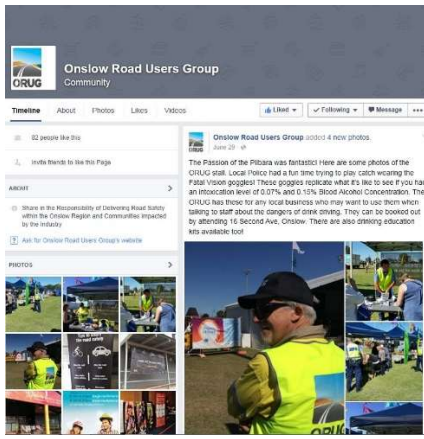 ORUG
Onslow Road Users Group
Community
Timeline About Photos Likes Videos
Liked Following Message
82 people like this
Invite friends to like this Page
ABOUT
Share in the Responsibility of Delivering Road Safety
within the Onslow Region and Communities impacted
by the Industry
Ask for Onslow Road Users Group's website
PHOTOS
Onslow Road Users Group added 4 new photos.
June 29
The Passion of the Pilbara was fantastic! Here are some photos of the
ORUG stall. Local Police had a fun time trying to play catch wearing the
Fatal Vision goggles! These goggles replicate what it's like to see if you had
an intoxication level of 0.07% and 0.15% Blood Alcohol Concentration. The
ORUG has these for any local business who may want to use them when
talking to staff about the dangers of drink driving. They can be booked out
by attending 16 Second Ave, Onslow. There are also drinking education
kits available too!
ORUG